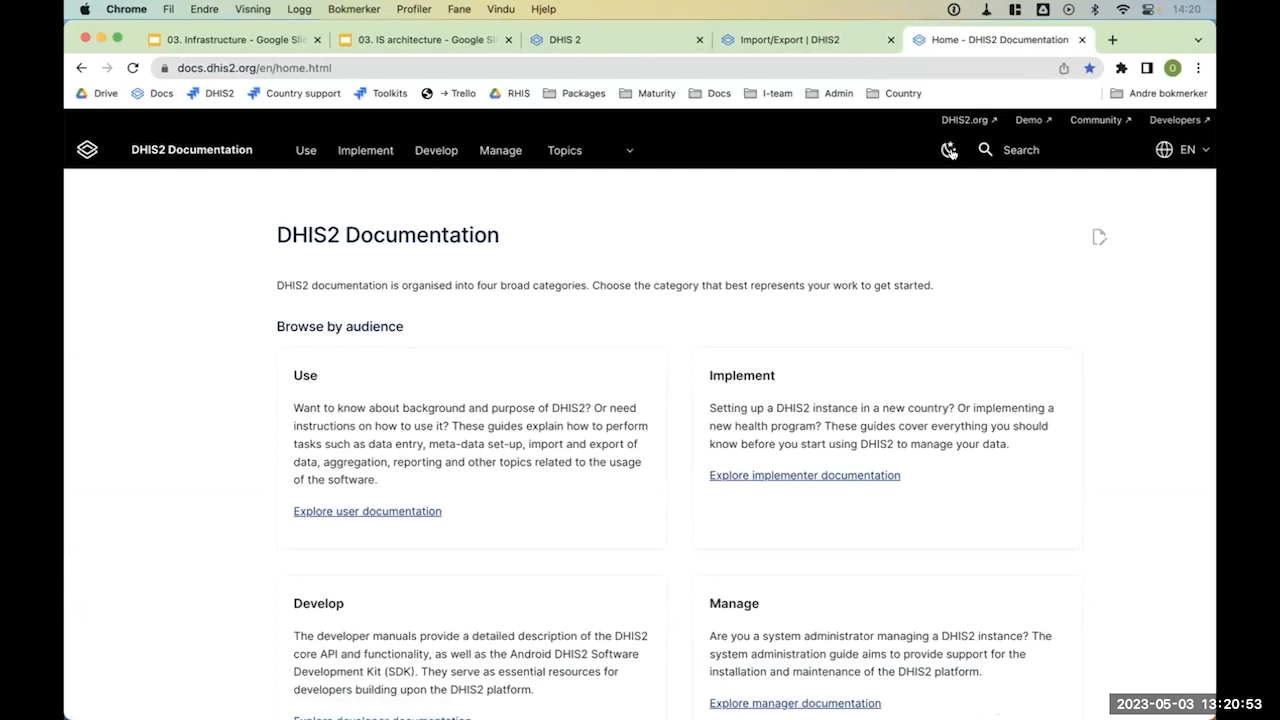 Chrome Fil Endre Visning Logg Bokmerker Profiler Fane Vindu Hjelp 14:20
03. Infrastructure - Google Sli 03. IS architecture - Google S DHIS 2 Import/Export | DHIS2 Home - DHIS2 Documentation
docs.dhis2.org/en/home.html O
Drive Docs DHIS2 Country support Toolkits → Trello RHIS Packages Maturity Docs I-team Admin Country Andre bokmerker
DHIS2.org ↗ Demo ↗ Community ↗ Developers ↗
DHIS2 Documentation Use Implement Develop Manage Topics Search EN
DHIS2 Documentation
DHIS2 documentation is organised into four broad categories. Choose the category that best represents your work to get started.
Browse by audience
Use
Want to know about background and purpose of DHIS2? Or need
instructions on how to use it? These guides explain how to perform
tasks such as data entry, meta-data set-up, import and export of
data, aggregation, reporting and other topics related to the usage
of the software.
Explore user documentation
Implement
Setting up a DHIS2 instance in a new country? Or implementing a
new health program? These guides cover everything you should
know before you start using DHIS2 to manage your data.
Explore implementer documentation
Develop
The developer manuals provide a detailed description of the DHIS2
core API and functionality, as well as the Android DHIS2 Software
Development Kit (SDK). They serve as essential resources for
developers building upon the DHIS2 platform.
Explore developer documentation
Manage
Are you a system administrator managing a DHIS2 instance? The
system administration guide aims to provide support for the
installation and maintenance of the DHIS2 platform.
Explore manager documentation
2023-05-03 13:20:53